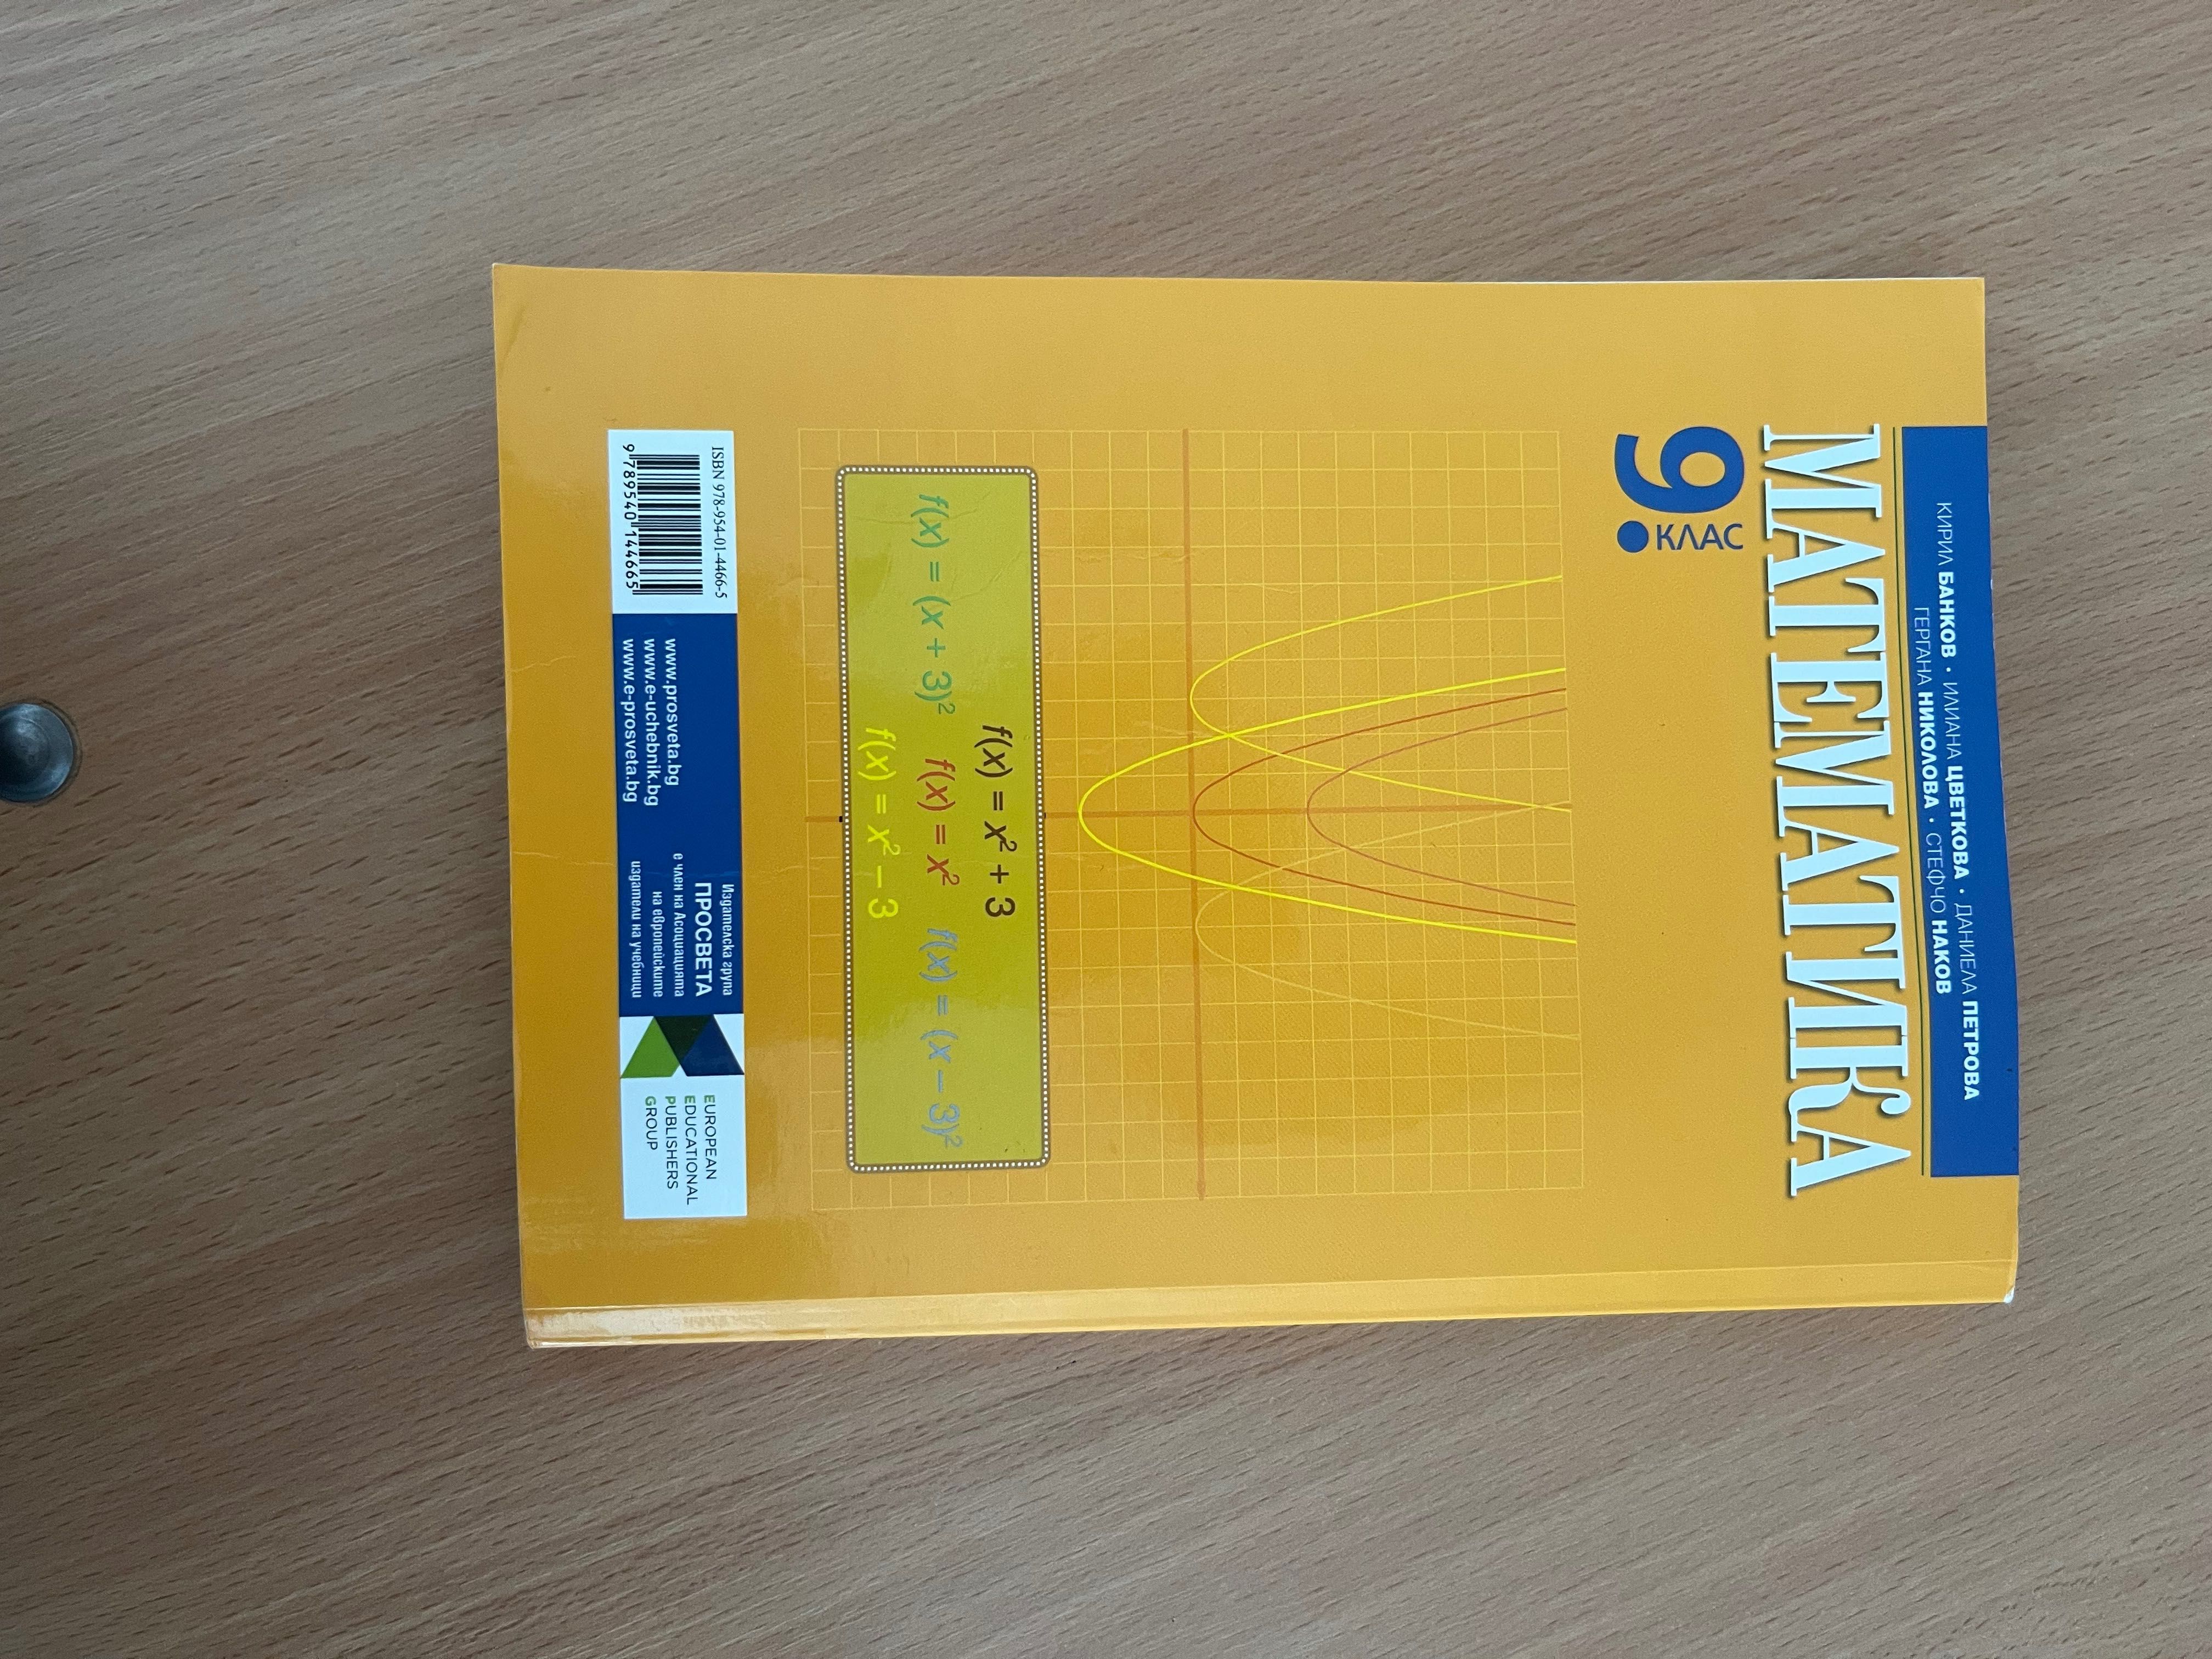 КИРИЛ БАНКОВ • ИЛИАНА ЦВЕТКОВА • ДАНИЕЛА ПЕТРОВА
ГЕРГАНА НИКОЛОВА • СТЕФЧО НАКОВ
МАТЕМАТИКА
9. КЛАС
f(x) = x² + 3
f(x) = (x + 3)² f(x) = x² f(x) = (x − 3)²
f(x) = x² − 3
ISBN 978-954-01-4466-5
9 789540 144665
www.prosveta.bg
www.e-uchebnik.bg
www.e-prosveta.bg
Издателска група
ПРОСВЕТА
е член на Асоциацията
на европейските
издатели на учебници
EUROPEAN
EDUCATIONAL
PUBLISHERS
GROUP